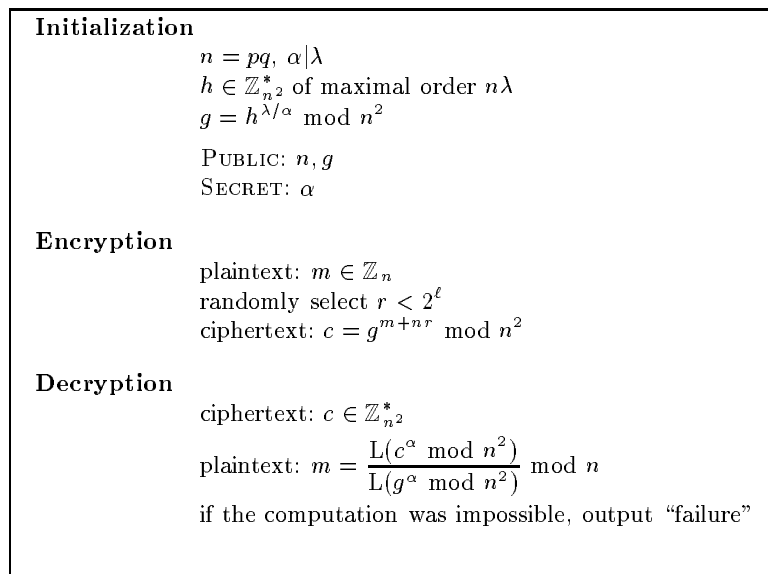 Initialization
n = pq, α|λ
h ∈ ℤ*ₙ² of maximal order nλ
g = h^{λ/α} mod n²
PUBLIC: n, g
SECRET: α
Encryption
plaintext: m ∈ ℤₙ
randomly select r < 2^ℓ
ciphertext: c = g^{m+nr} mod n²
Decryption
ciphertext: c ∈ ℤ*ₙ²
plaintext: m = L(c^α mod n²) / L(g^α mod n²) mod n
if the computation was impossible, output “failure”